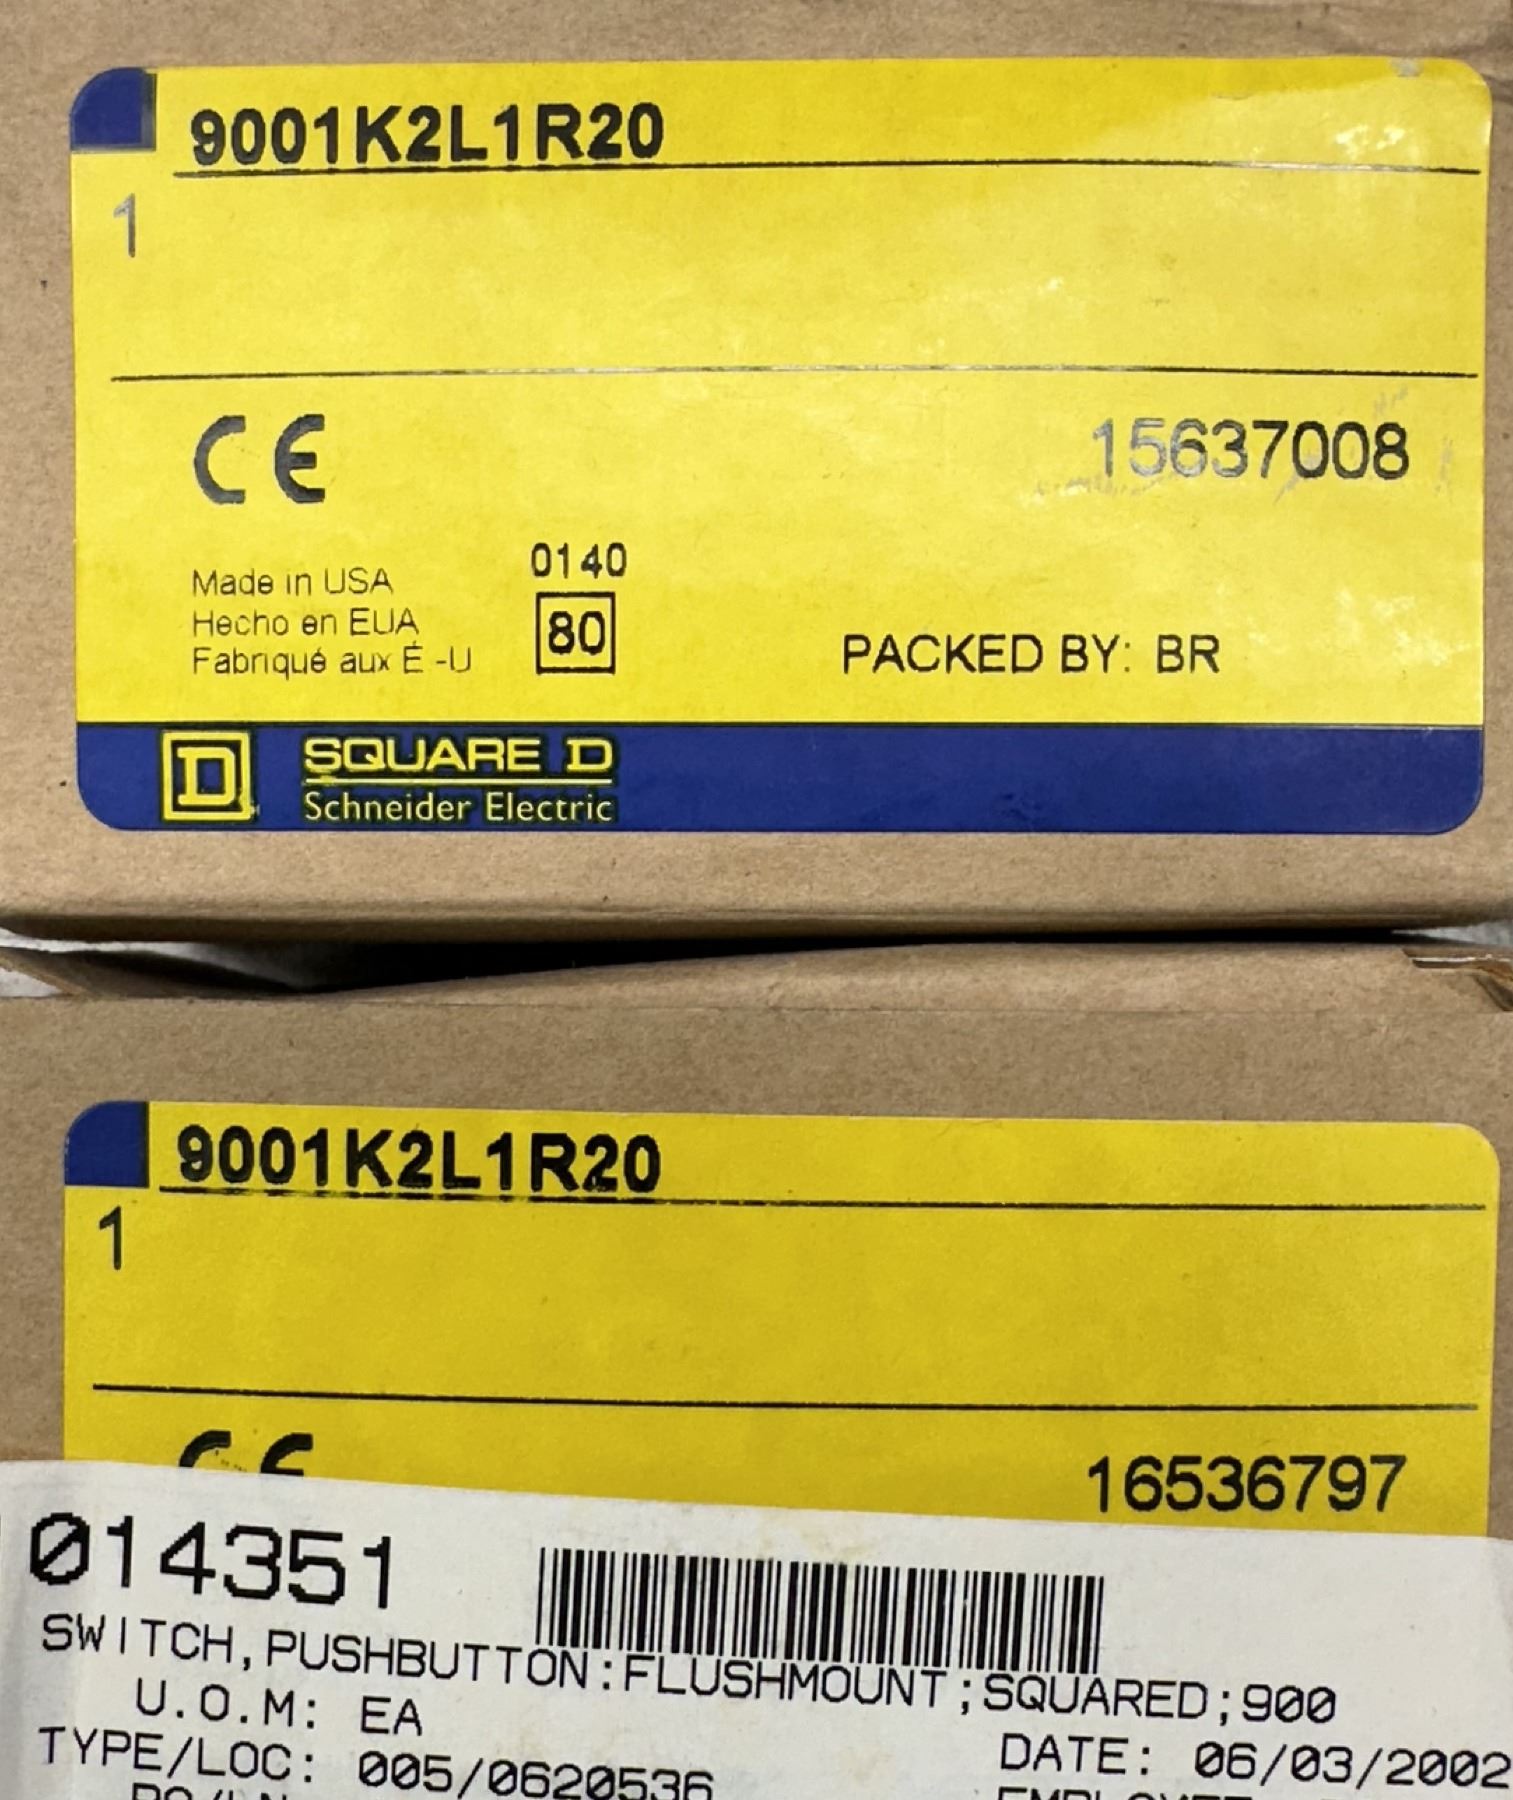 9001K2L1R20
1
CE
15637008
0140
Made in USA
Hecho en EUA
80
Fabriqué aux É -U
PACKED BY: BR
D
SQUARE D
Schneider Electric
9001K2L1R20
1
CE
16536797
014351
SWITCH,PUSHBUTTON:FLUSHMOUNT;SQUARED;900
U.O.M: EA
TYPE/LOC: 005/0620536
DATE: 06/03/2002